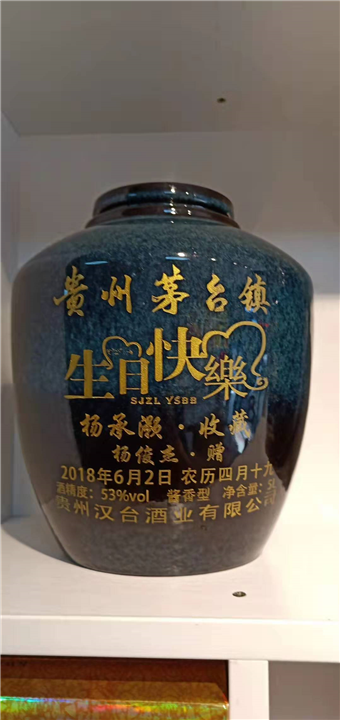 贵州茅台镇
生日快樂
SJZL YSBB
杨承灏·收藏
杨俊杰·赠
2018年6月2日 农历四月十九
酒精度：53%vol 酱香型 净含量：5L
贵州汉台酒业有限公司